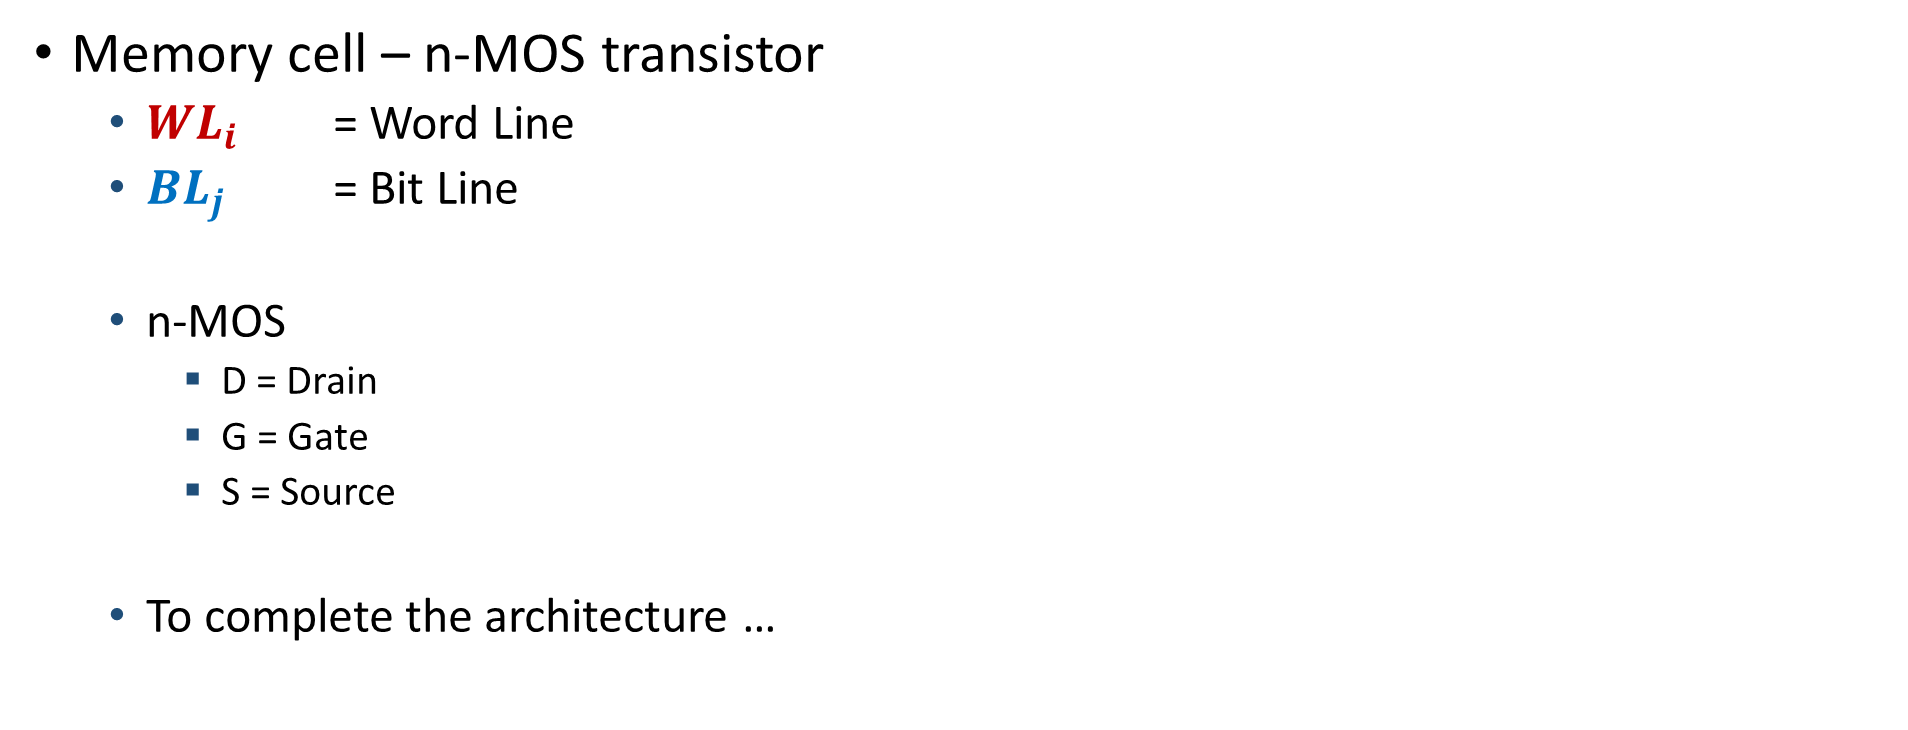 • Memory cell – n-MOS transistor
• WLᵢ = Word Line
• BLⱼ = Bit Line
• n-MOS
▪ D = Drain
▪ G = Gate
▪ S = Source
• To complete the architecture …